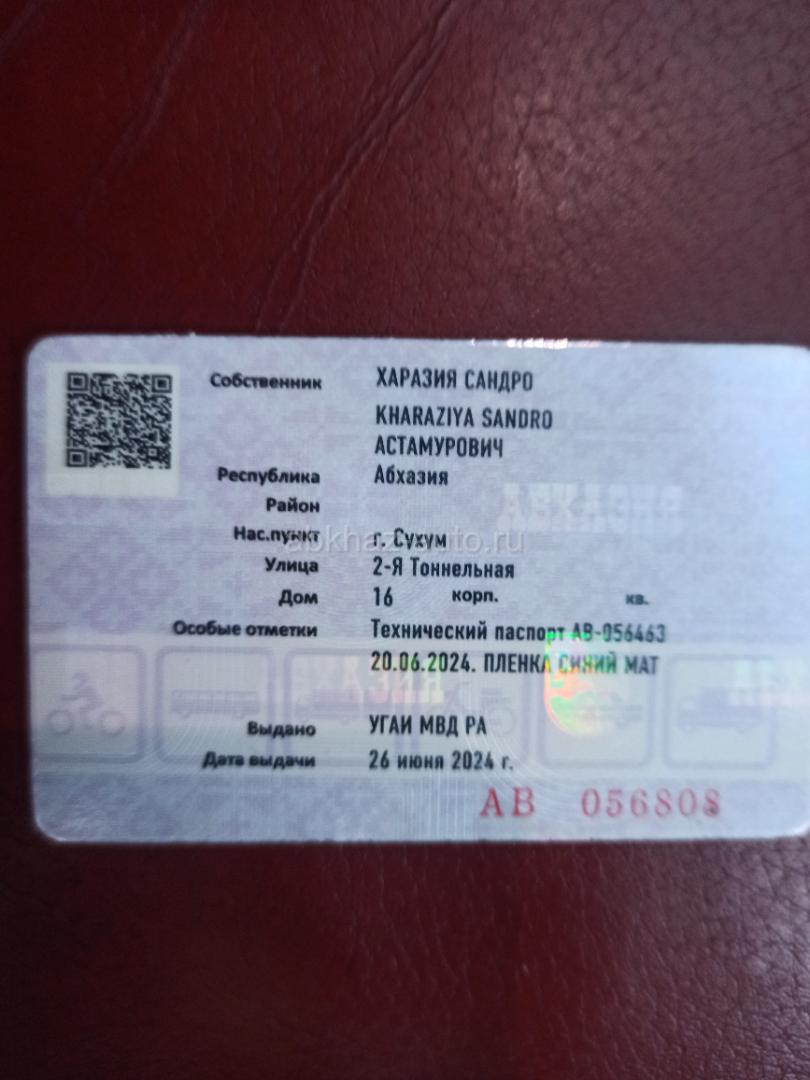 Собственник ХАРАЗИЯ САНДРО
KHARAZIYA SANDRO
АСТАМУРОВИЧ
Республика Абхазия
Район
Нас.пункт г. Сухум
abkhaz-auto.ru
Улица 2-Я Тоннельная
Дом 16 корп. кв.
Особые отметки Технический паспорт АВ-056463
20.06.2024. ПЛЕНКА СИНИЙ МАТ
Выдано УГАИ МВД РА
Дата выдачи 26 июня 2024 г.
АВ 056808